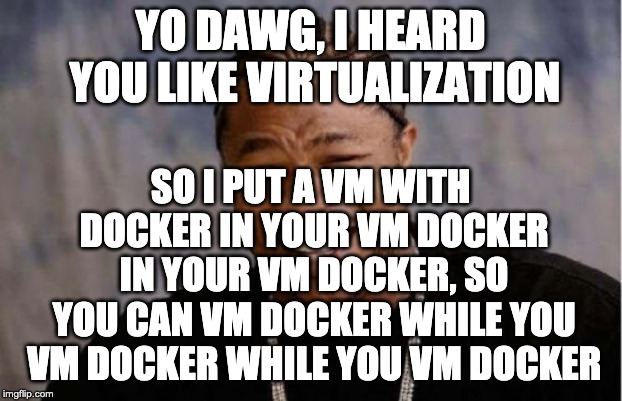 YO DAWG, I HEARD
YOU LIKE VIRTUALIZATION
SO I PUT A VM WITH
DOCKER IN YOUR VM DOCKER
IN YOUR VM DOCKER, SO
YOU CAN VM DOCKER WHILE YOU
VM DOCKER WHILE YOU VM DOCKER
imgflip.com